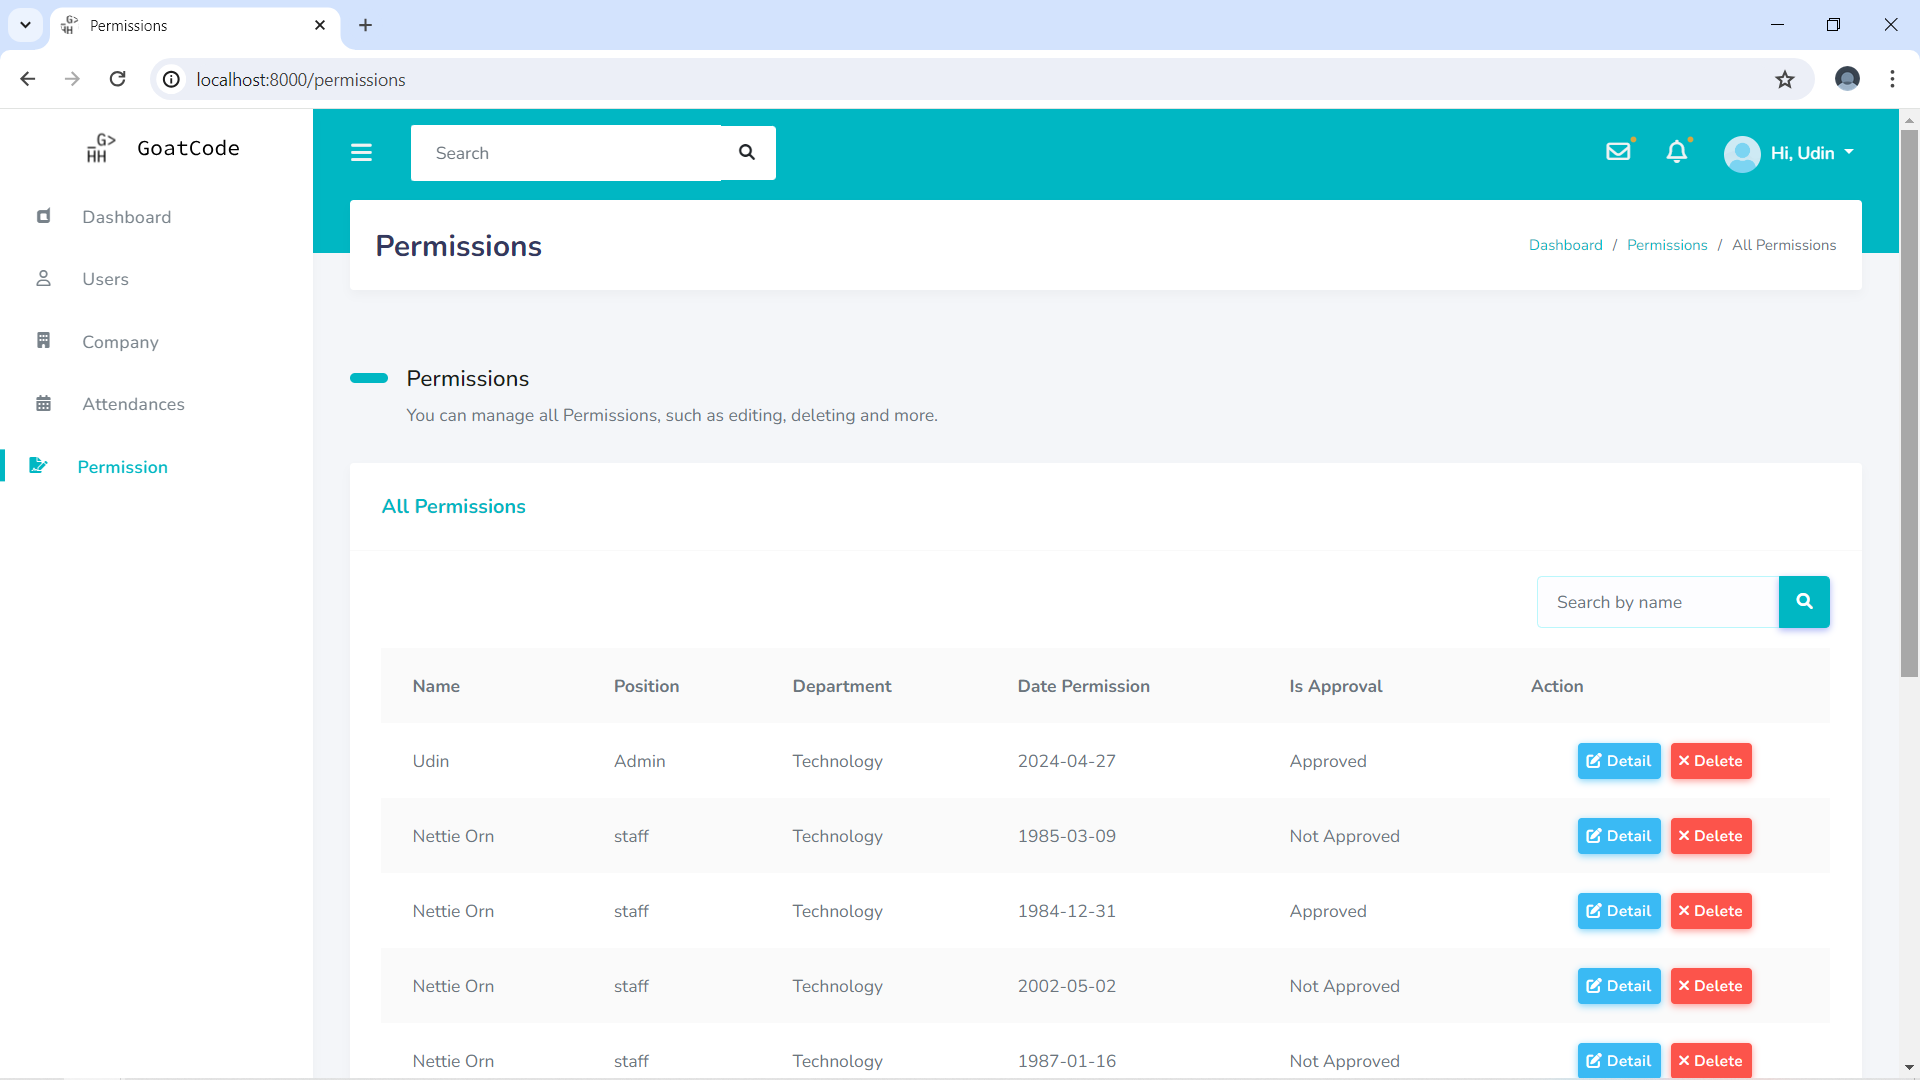 Permissions
localhost:8000/permissions
GoatCode
Search
Hi, Udin
Dashboard
Users
Company
Attendances
Permission
Permissions
Dashboard / Permissions / All Permissions
Permissions
You can manage all Permissions, such as editing, deleting and more.
All Permissions
Search by name
Name Position Department Date Permission Is Approval Action
Udin Admin Technology 2024-04-27 Approved Detail Delete
Nettie Orn staff Technology 1985-03-09 Not Approved Detail Delete
Nettie Orn staff Technology 1984-12-31 Approved Detail Delete
Nettie Orn staff Technology 2002-05-02 Not Approved Detail Delete
Nettie Orn staff Technology 1987-01-16 Not Approved Detail Delete